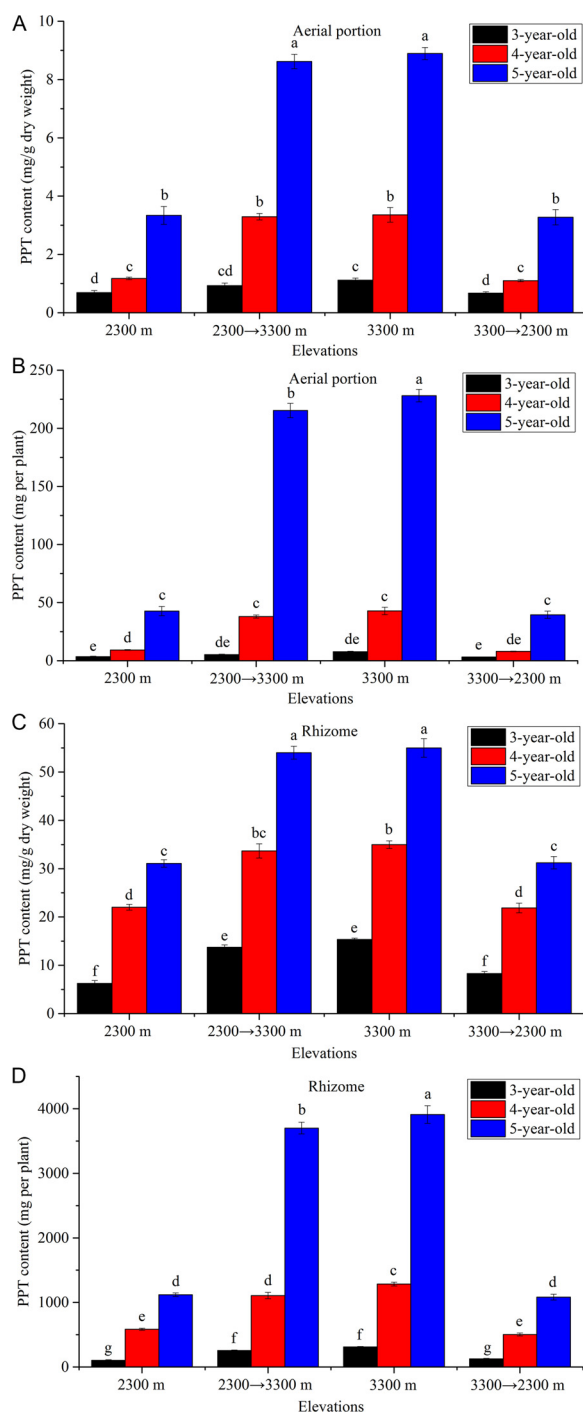 A
Aerial portion
3-year-old
4-year-old
5-year-old
PPT content (mg/g dry weight)
10
8
6
4
2
0
a
a
b
b
b
b
d
c
cd
c
d
c
2300 m
2300→3300 m
3300 m
3300→2300 m
Elevations
B
Aerial portion
3-year-old
4-year-old
5-year-old
PPT content (mg per plant)
250
200
150
100
50
0
b
a
c
c
c
c
e
d
de
de
e
de
2300 m
2300→3300 m
3300 m
3300→2300 m
Elevations
C
Rhizome
3-year-old
4-year-old
5-year-old
PPT content (mg/g dry weight)
60
50
40
30
20
10
0
a
a
bc
b
c
c
d
d
f
e
e
f
2300 m
2300→3300 m
3300 m
3300→2300 m
Elevations
D
Rhizome
3-year-old
4-year-old
5-year-old
PPT content (mg per plant)
4000
3000
2000
1000
0
b
a
d
d
c
d
e
e
g
f
f
g
2300 m
2300→3300 m
3300 m
3300→2300 m
Elevations